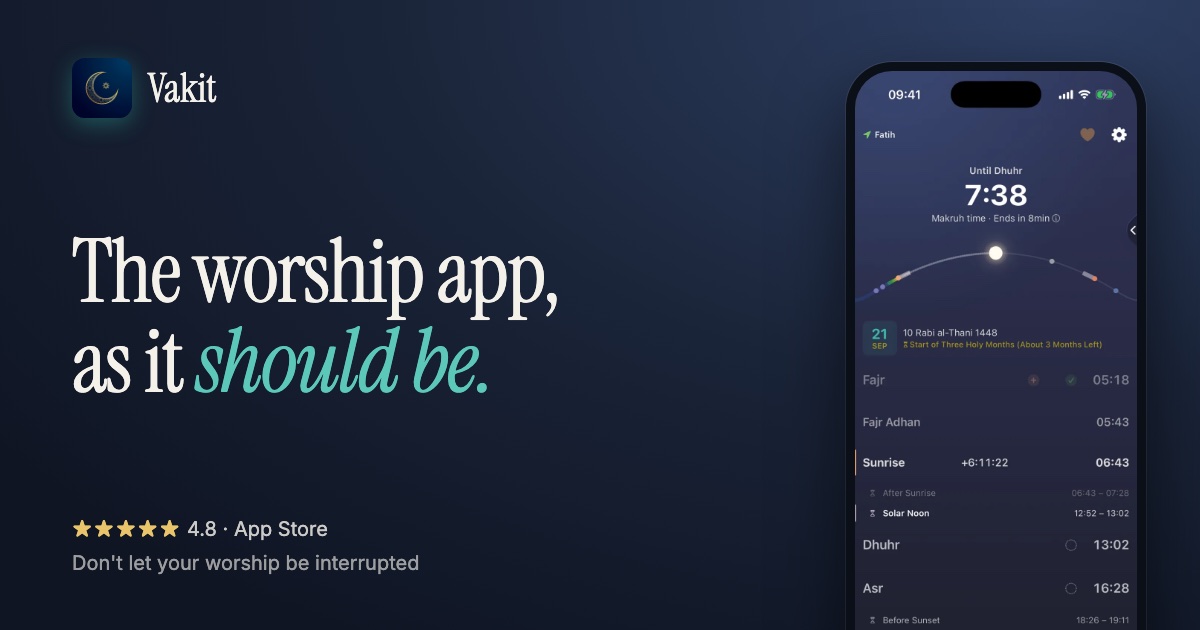 Vakit
The worship app,
as it should be.
4.8 · App Store
Don't let your worship be interrupted
09:41
Fatih
Until Dhuhr
7:38
Makruh time · Ends in 8min
21
SEP
10 Rabi al-Thani 1448
Start of Three Holy Months (About 3 Months Left)
Fajr 05:18
Fajr Adhan 05:43
Sunrise +6:11:22 06:43
After Sunrise 06:43 – 07:28
Solar Noon 12:52 – 13:02
Dhuhr 13:02
Asr 16:28
Before Sunset 18:26 – 19:11